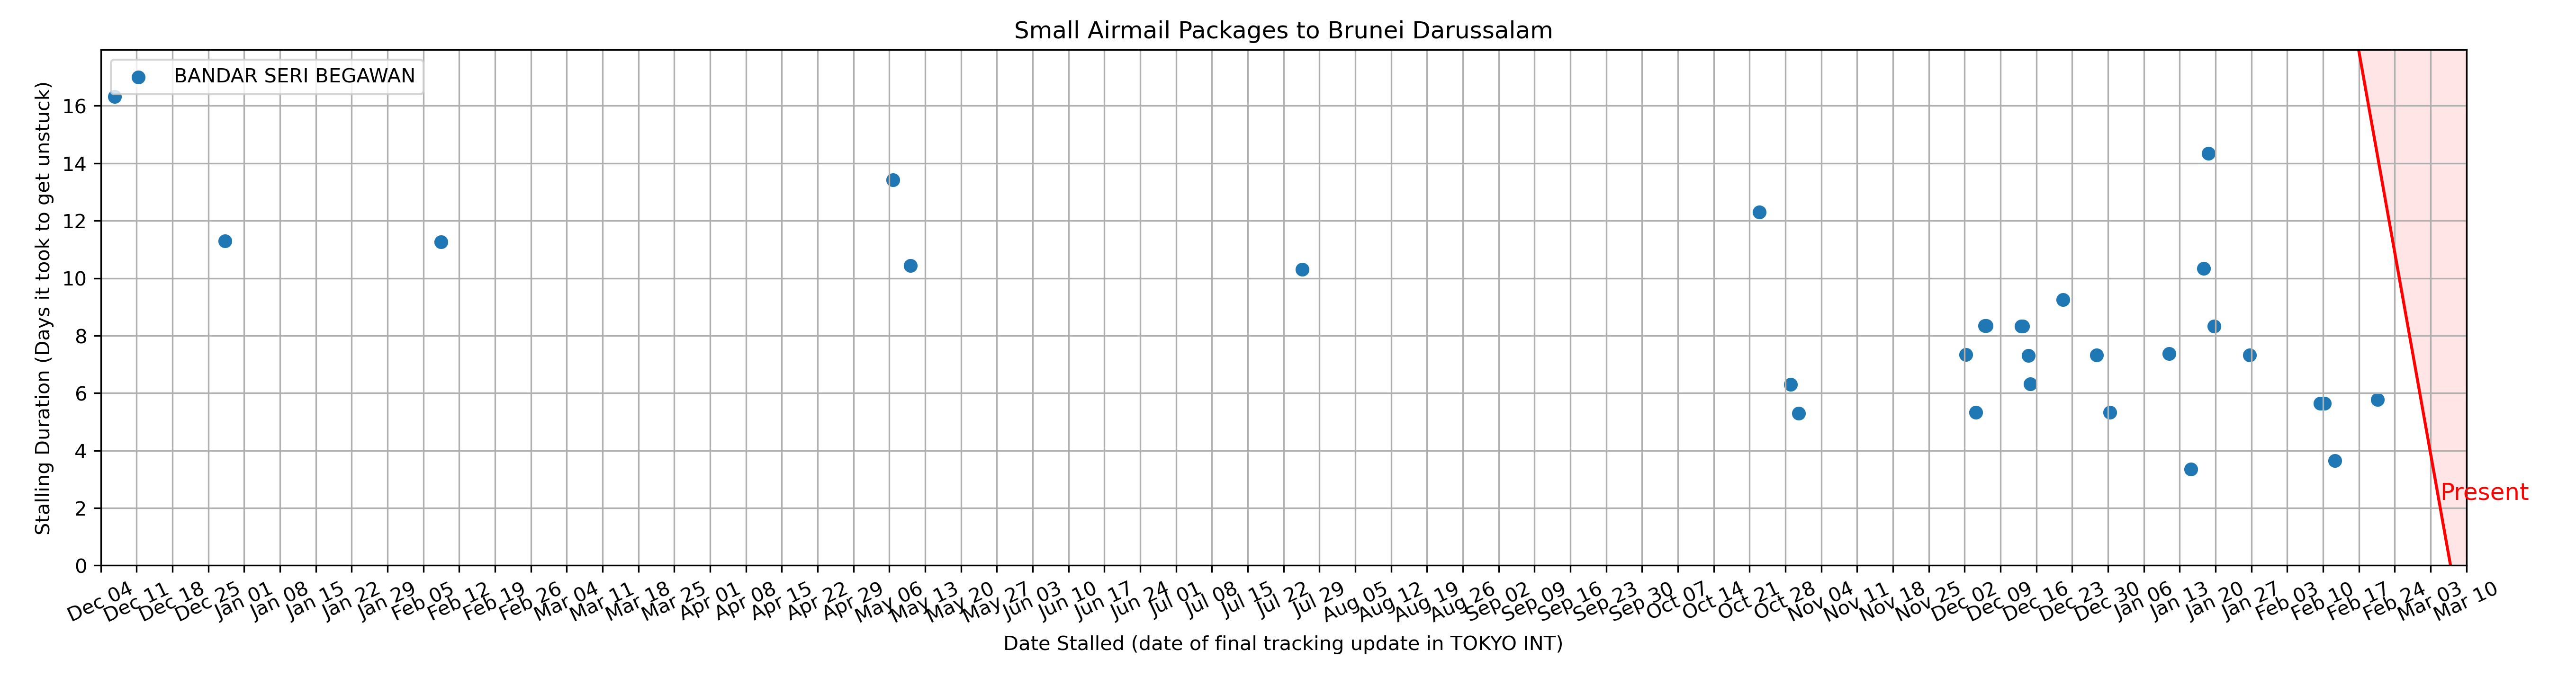 Small Airmail Packages to Brunei Darussalam
BANDAR SERI BEGAWAN
Stalling Duration (Days it took to get unstuck)
16
14
12
10
8
6
4
2
0
Present
Dec 04 Dec 11 Dec 18 Dec 25 Jan 01 Jan 08 Jan 15 Jan 22 Jan 29 Feb 05 Feb 12 Feb 19 Feb 26 Mar 04 Mar 11 Mar 18 Mar 25 Apr 01 Apr 08 Apr 15 Apr 22 Apr 29 May 06 May 13 May 20 May 27 Jun 03 Jun 10 Jun 17 Jun 24 Jul 01 Jul 08 Jul 15 Jul 22 Jul 29 Aug 05 Aug 12 Aug 19 Aug 26 Sep 02 Sep 09 Sep 16 Sep 23 Sep 30 Oct 07 Oct 14 Oct 21 Oct 28 Nov 04 Nov 11 Nov 18 Nov 25 Dec 02 Dec 09 Dec 16 Dec 23 Dec 30 Jan 06 Jan 13 Jan 20 Jan 27 Feb 03 Feb 10 Feb 17 Feb 24 Mar 03 Mar 10
Date Stalled (date of final tracking update in TOKYO INT)